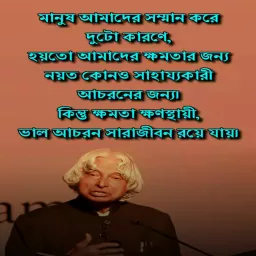 মানুষ আমাদের সম্মান করে
দুটো কারণে,
হয়তো আমাদের ক্ষমতার জন্য
নয়ত কোনও সাহায্যকারী
আচরনের জন্য।
কিন্তু ক্ষমতা ক্ষণস্থায়ী,
ভাল আচরন সারাজীবন রয়ে যায়।